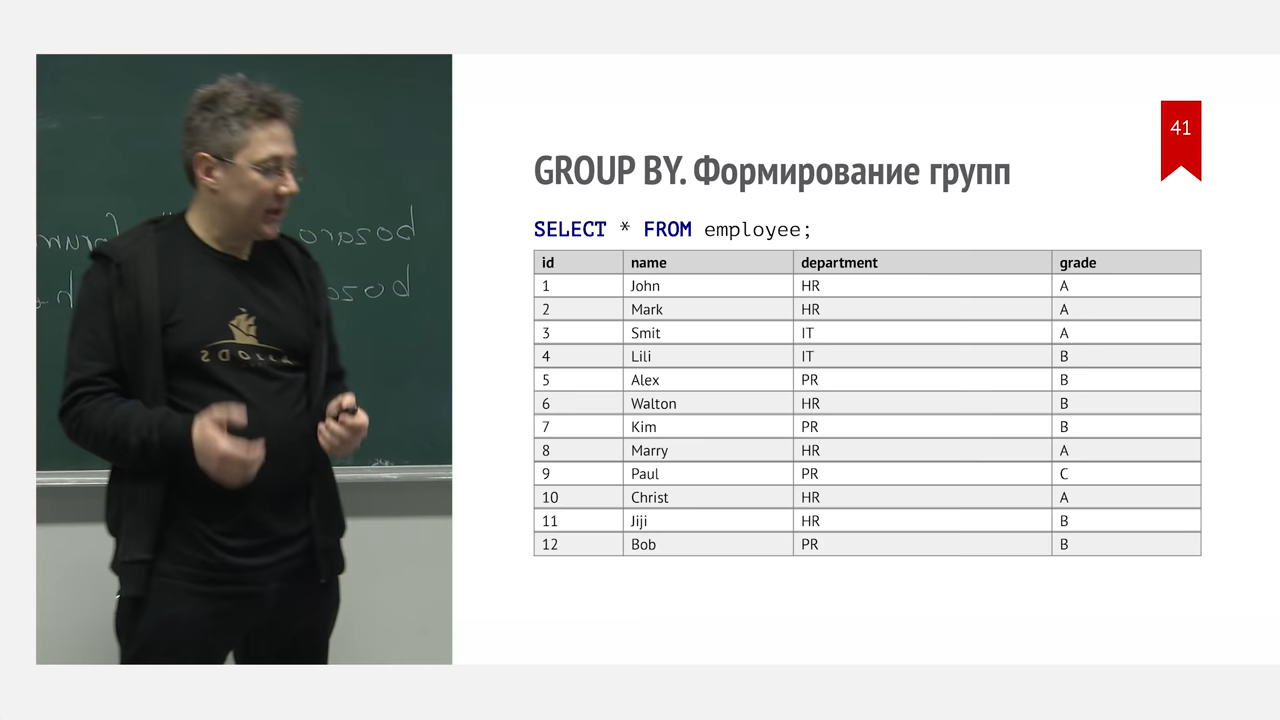 41
GROUP BY. Формирование групп
SELECT * FROM employee;
id name department grade
1 John HR A
2 Mark HR A
3 Smit IT A
4 Lili IT B
5 Alex PR B
6 Walton HR B
7 Kim PR B
8 Marry HR A
9 Paul PR C
10 Christ HR A
11 Jiji HR B
12 Bob PR B